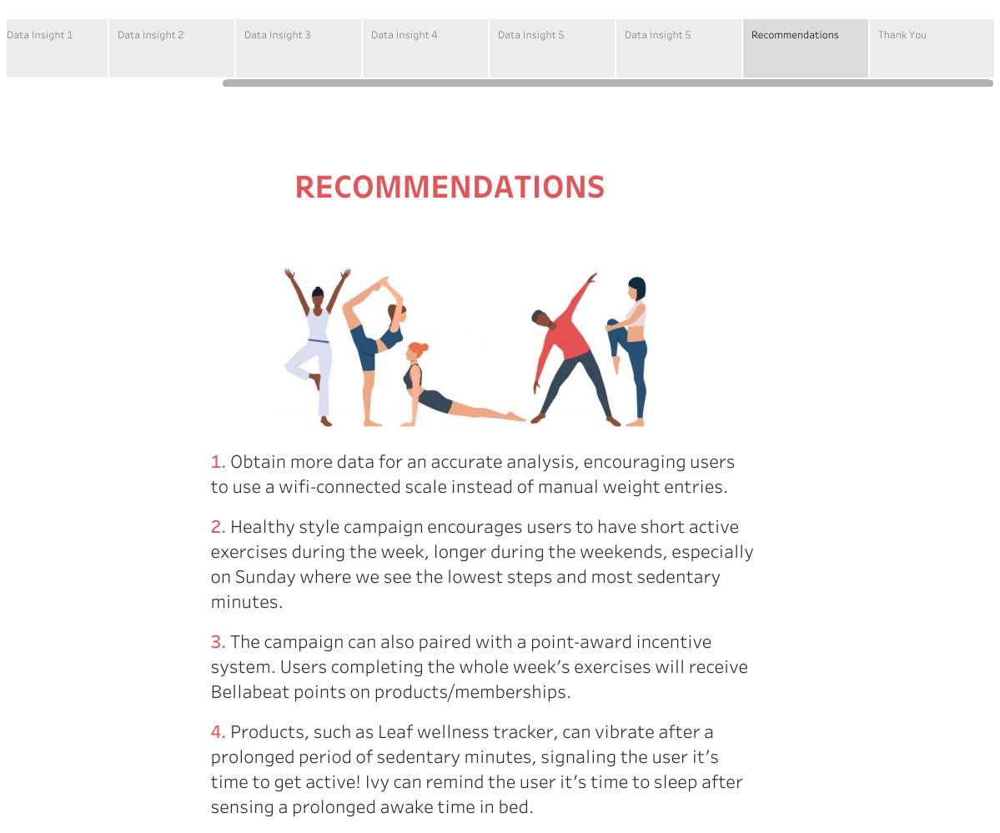 Data Insight 1
Data Insight 2
Data Insight 3
Data Insight 4
Data Insight 5
Data Insight 5
Recommendations
Thank You
RECOMMENDATIONS
1. Obtain more data for an accurate analysis, encouraging users
to use a wifi-connected scale instead of manual weight entries.
2. Healthy style campaign encourages users to have short active
exercises during the week, longer during the weekends, especially
on Sunday where we see the lowest steps and most sedentary
minutes.
3. The campaign can also paired with a point-award incentive
system. Users completing the whole week’s exercises will receive
Bellabeat points on products/memberships.
4. Products, such as Leaf wellness tracker, can vibrate after a
prolonged period of sedentary minutes, signaling the user it’s
time to get active! Ivy can remind the user it’s time to sleep after
sensing a prolonged awake time in bed.